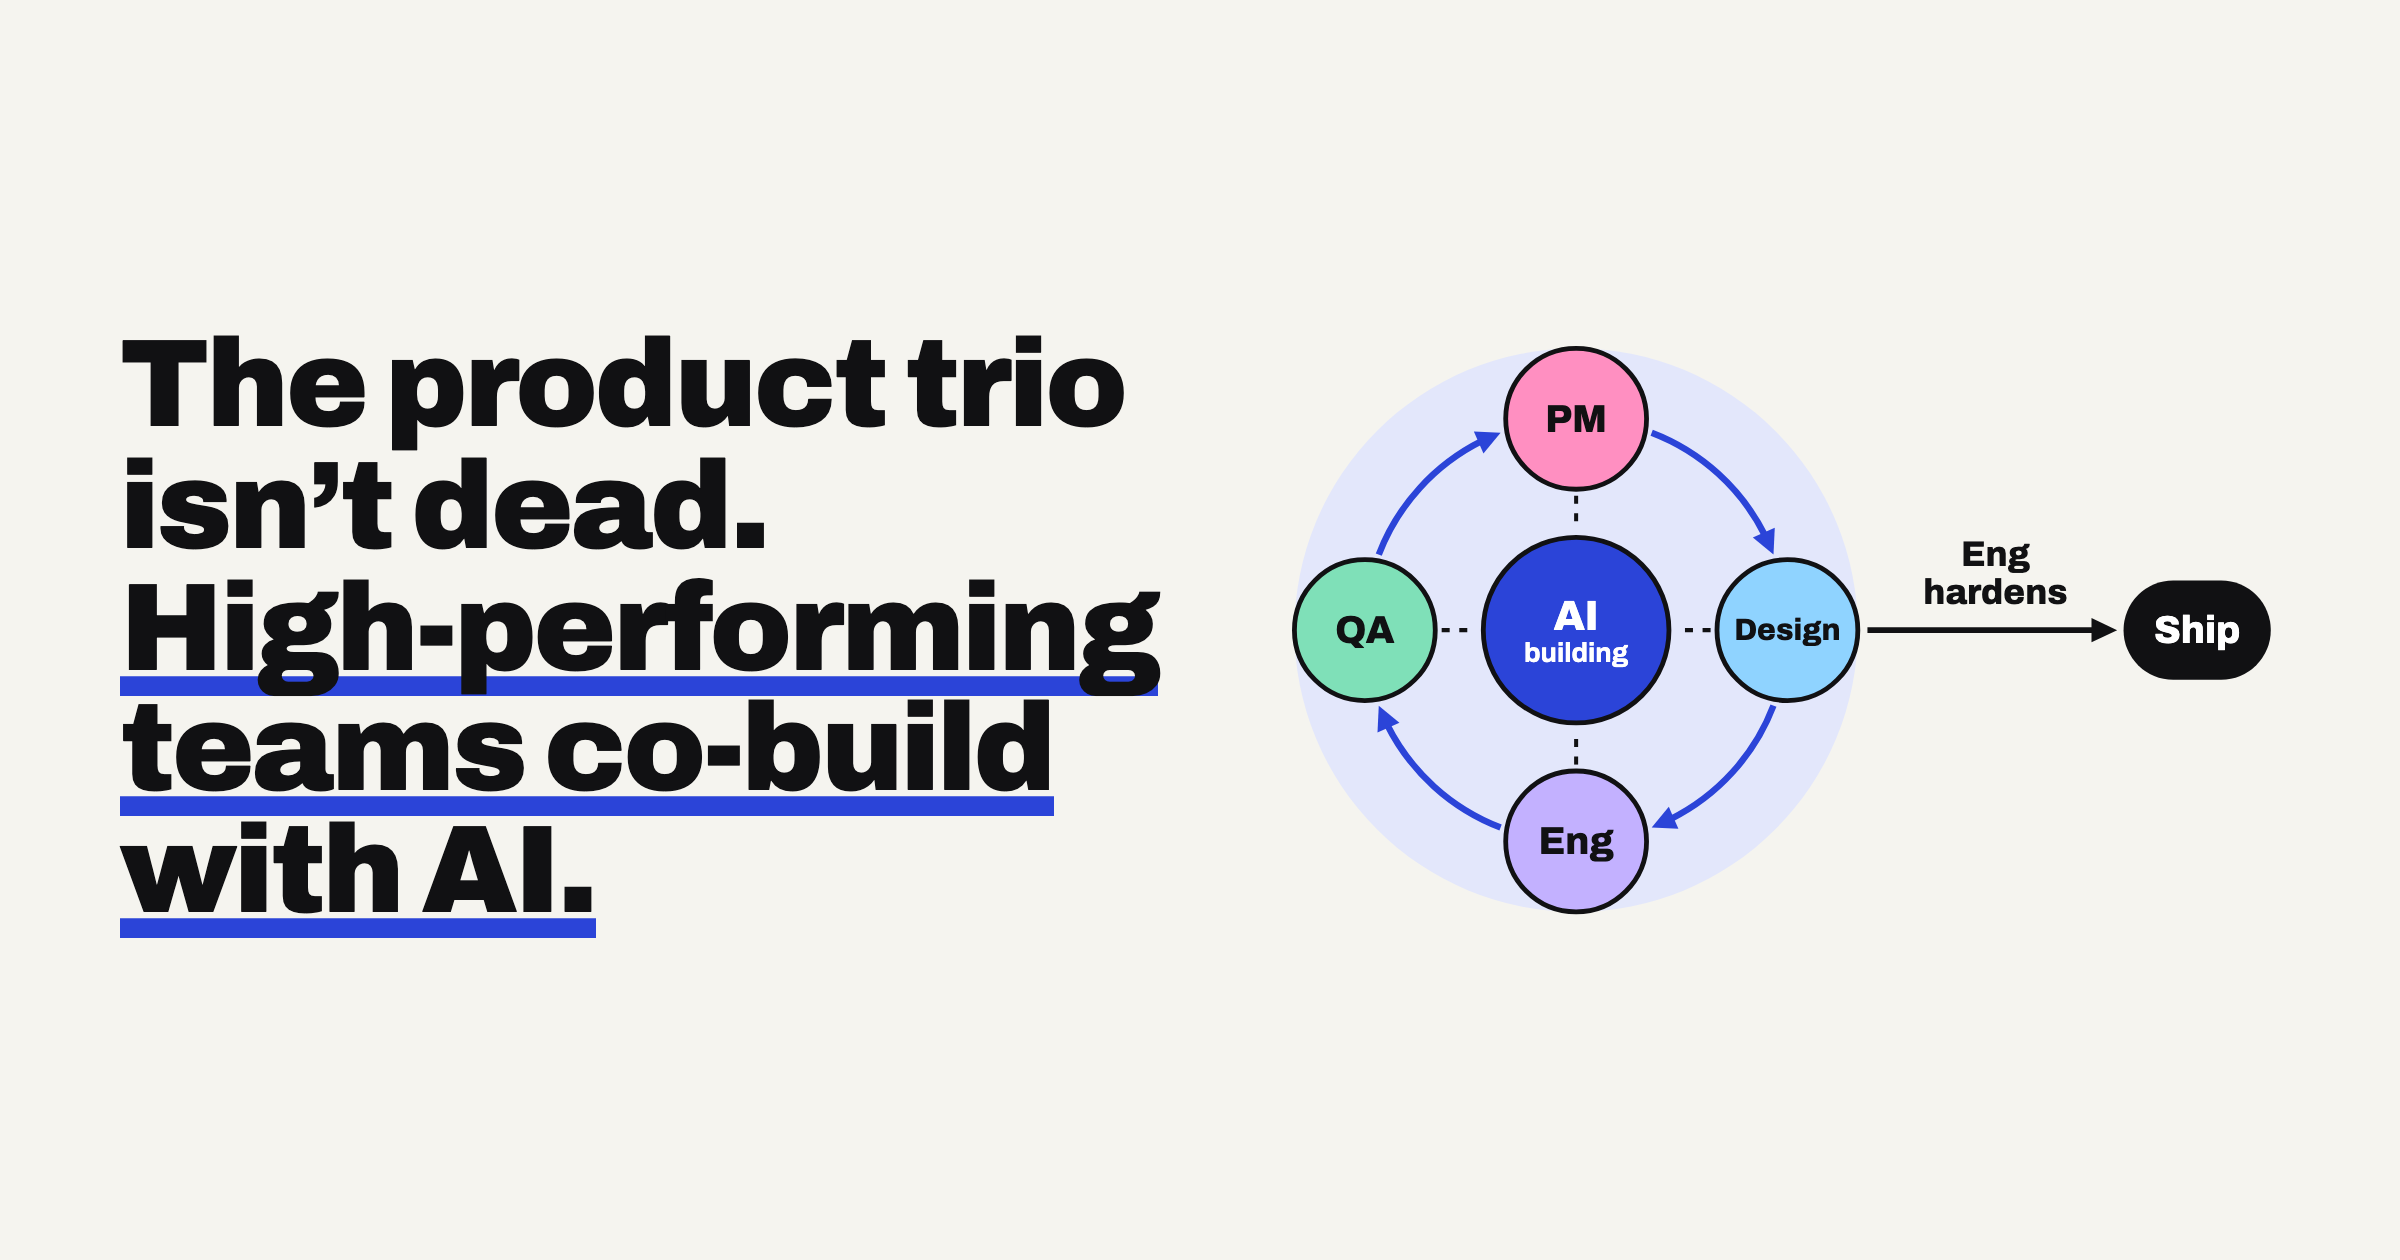 The product trio
isn’t dead.
High-performing
teams co-build
with AI.
PM
QA
AI
building
Design
Eng
Eng
hardens
Ship